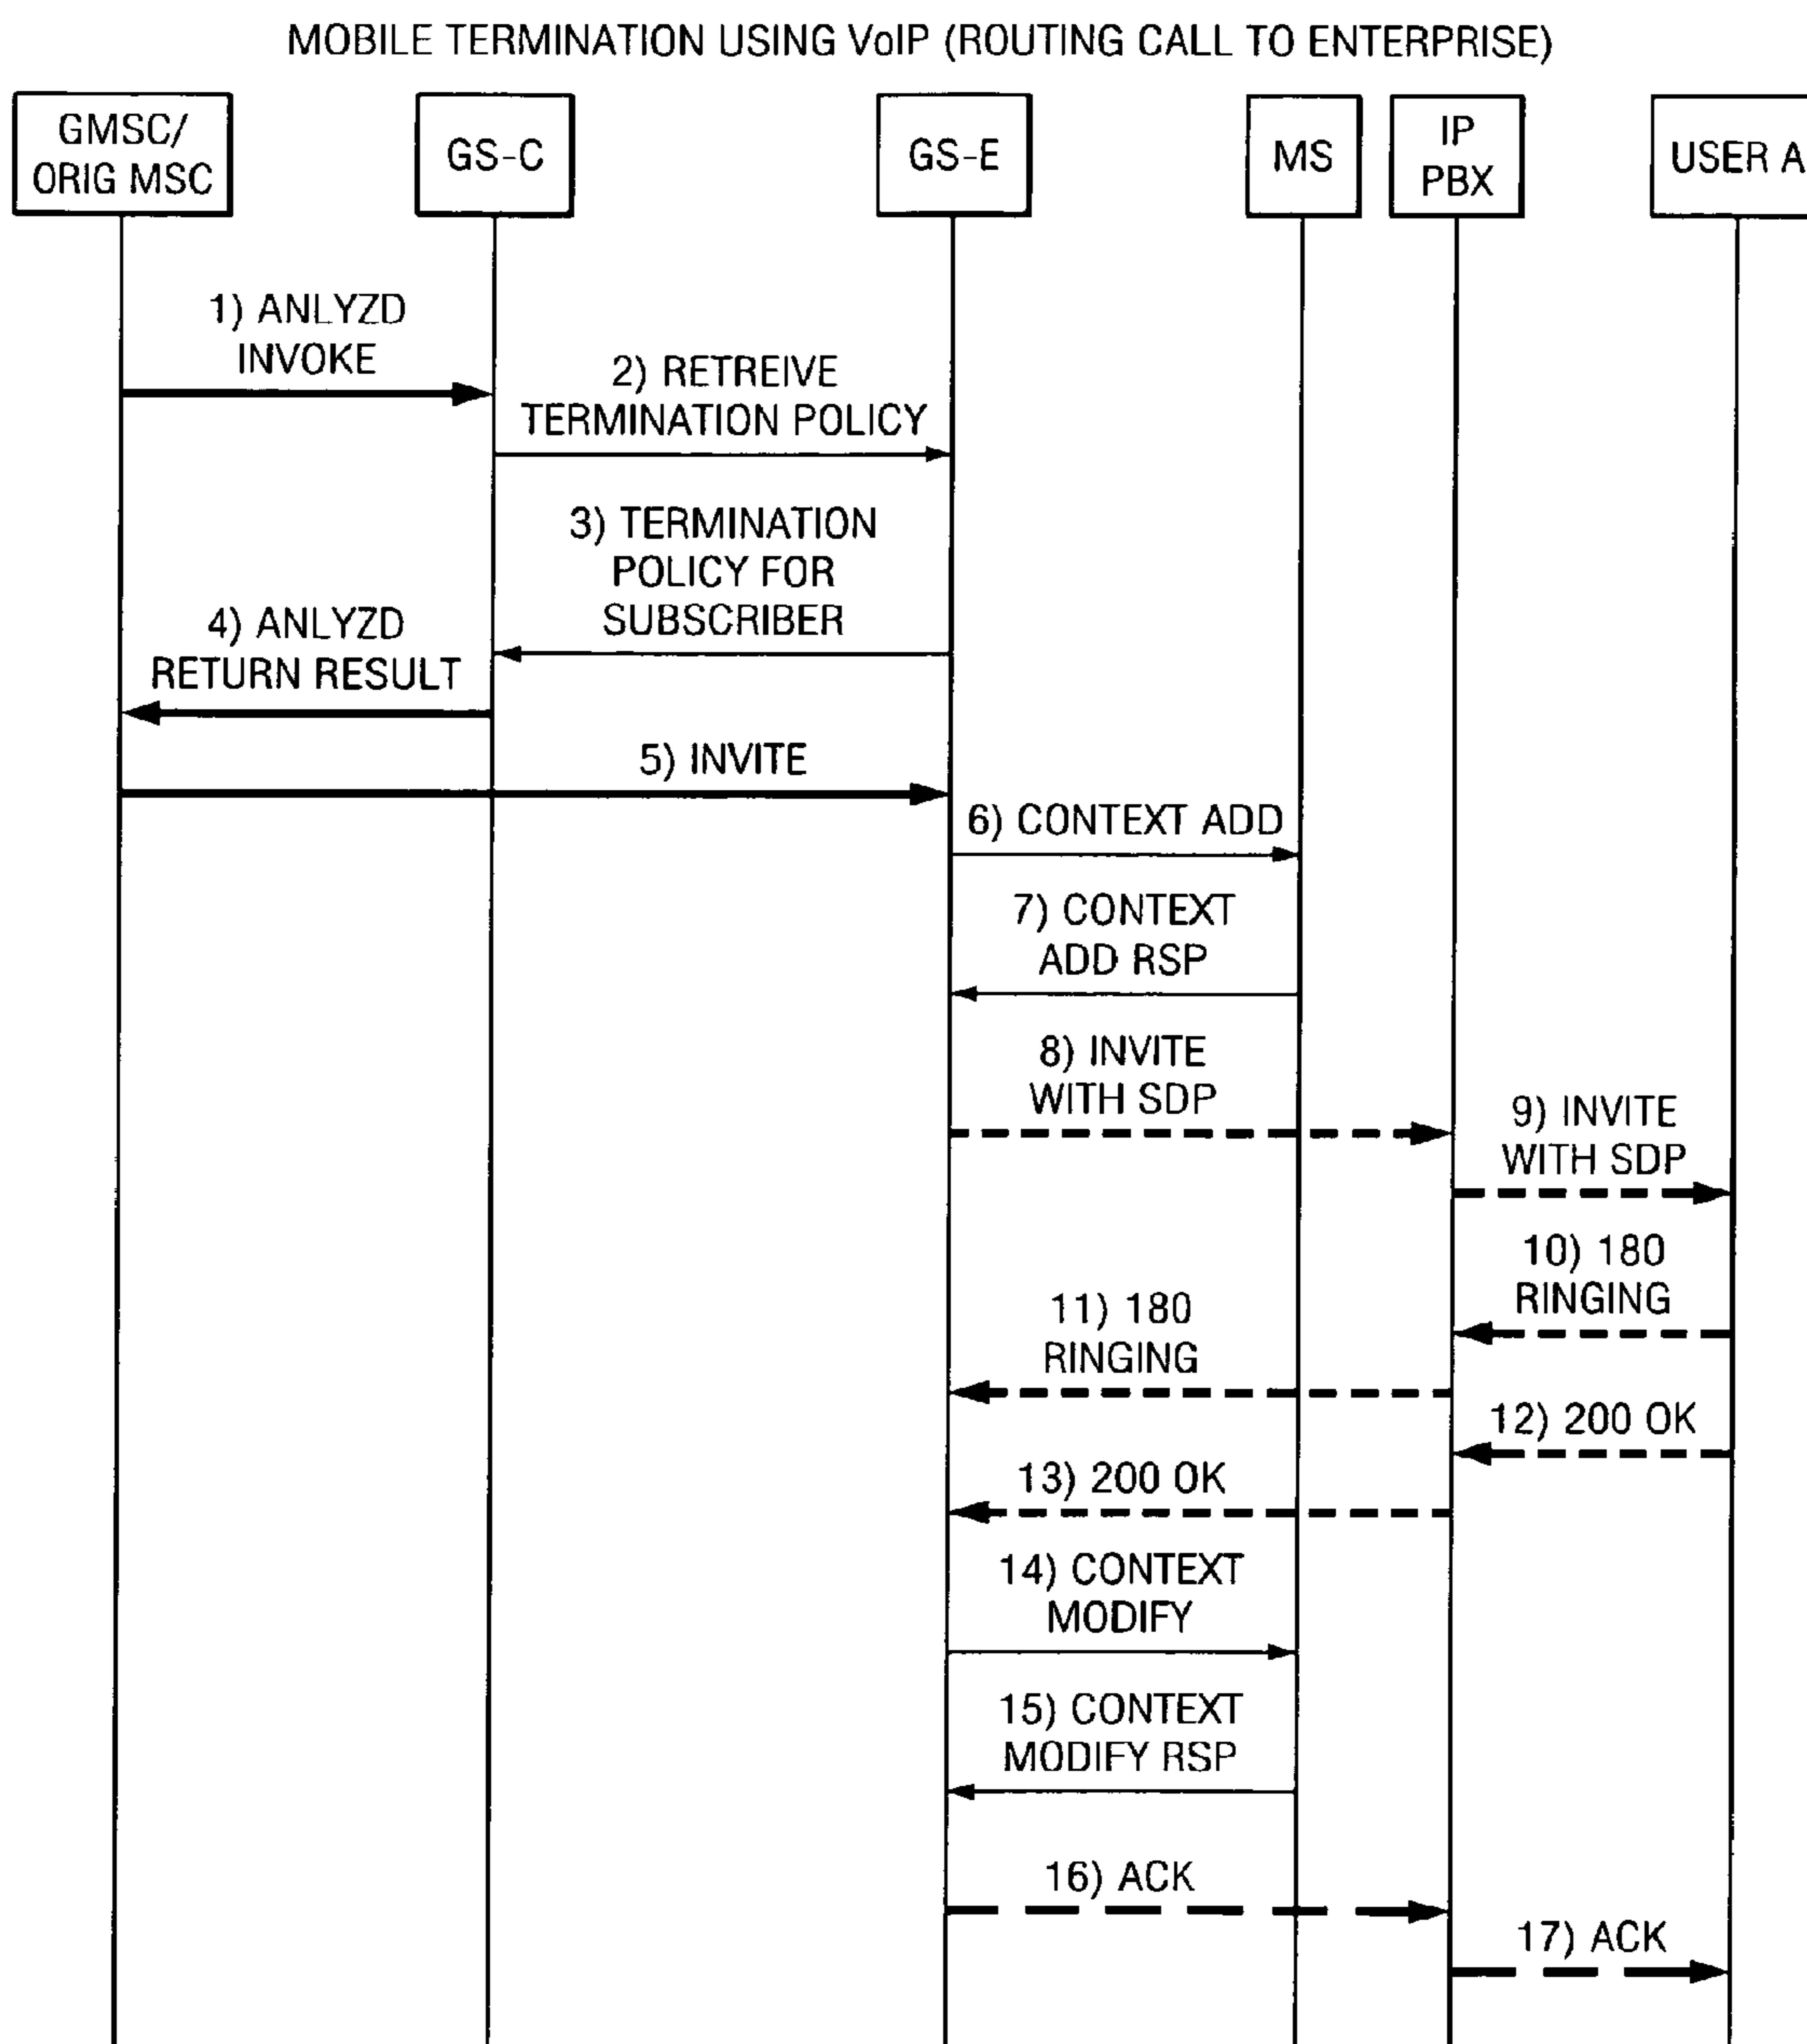 MOBILE TERMINATION USING VoIP (ROUTING CALL TO ENTERPRISE)
GMSC/
ORIG MSC
GS-C
GS-E
MS
IP
PBX
USER A
1) ANLYZD
INVOKE
2) RETREIVE
TERMINATION POLICY
3) TERMINATION
POLICY FOR
SUBSCRIBER
4) ANLYZD
RETURN RESULT
5) INVITE
6) CONTEXT ADD
7) CONTEXT
ADD RSP
8) INVITE
WITH SDP
9) INVITE
WITH SDP
10) 180
RINGING
11) 180
RINGING
12) 200 OK
13) 200 OK
14) CONTEXT
MODIFY
15) CONTEXT
MODIFY RSP
16) ACK
17) ACK